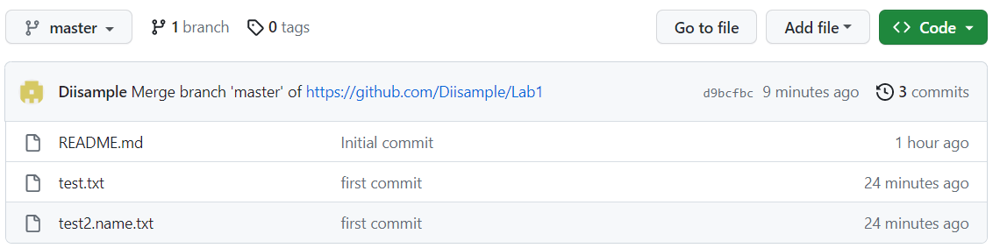 master 1 branch 0 tags Go to file Add file Code
Diisample Merge branch 'master' of https://github.com/Diisample/Lab1 d9bcfbc 9 minutes ago 3 commits
README.md Initial commit 1 hour ago
test.txt first commit 24 minutes ago
test2.name.txt first commit 24 minutes ago